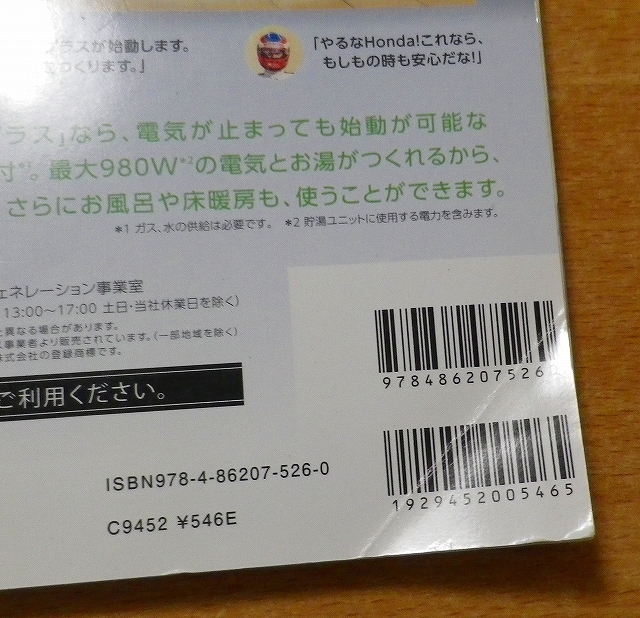 ラスが始動します。
「やるなHonda!これなら、
つくります。」
もしもの時も安心だな!」
ラス」なら、電気が止まっても始動が可能な
付*1。最大980W*2の電気とお湯がつくれるから、
さらにお風呂や床暖房も、使うことができます。
*1 ガス、水の供給は必要です。 *2 貯湯ユニットに使用する電力を含みます。
ェネレーション事業室
13:00〜17:00 土日・当社休業日を除く)
と異なる場合があります。
事業者より販売されています。(一部地域を除く)
株式会社の登録商標です。
ご利用ください。
9784862075260
ISBN978-4-86207-526-0
C9452 ¥546E
1929452005465